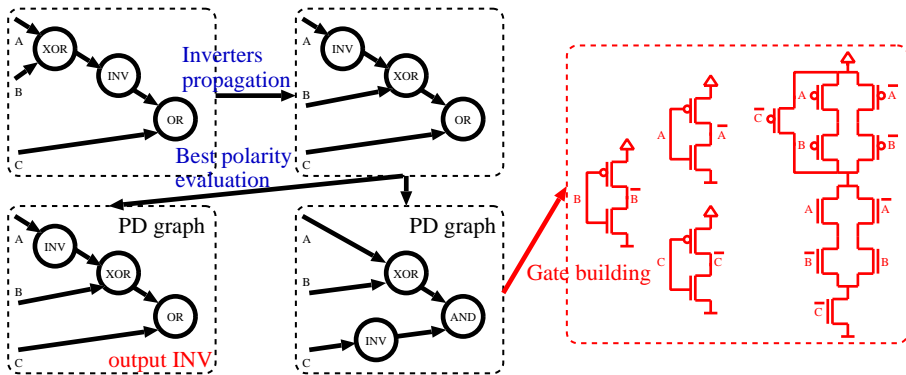 A
XOR
B
INV
OR
C
Inverters
propagation
A
INV
B
XOR
OR
C
Best polarity
evaluation
PD graph
A
INV
B
XOR
OR
C
output INV
PD graph
A
B
XOR
AND
INV
C
Gate building
B
B̅
A
A̅
C
C̅
C̅
A
A̅
B
B̅
A
A̅
B̅
B
C̅